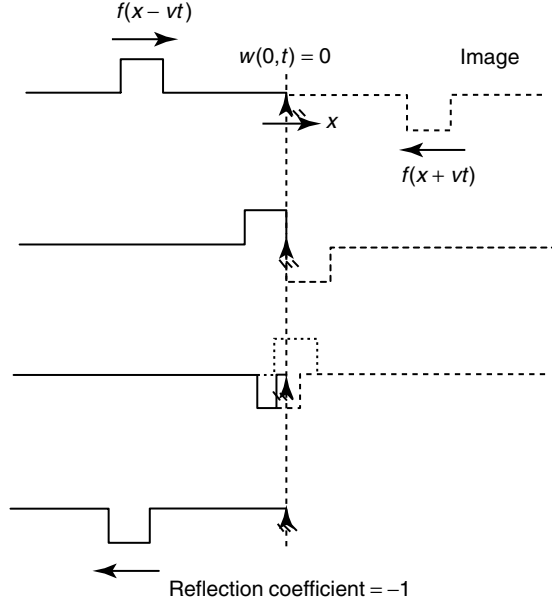 f(x − vt)
w(0,t) = 0
Image
x
f(x + vt)
Reflection coefficient = −1